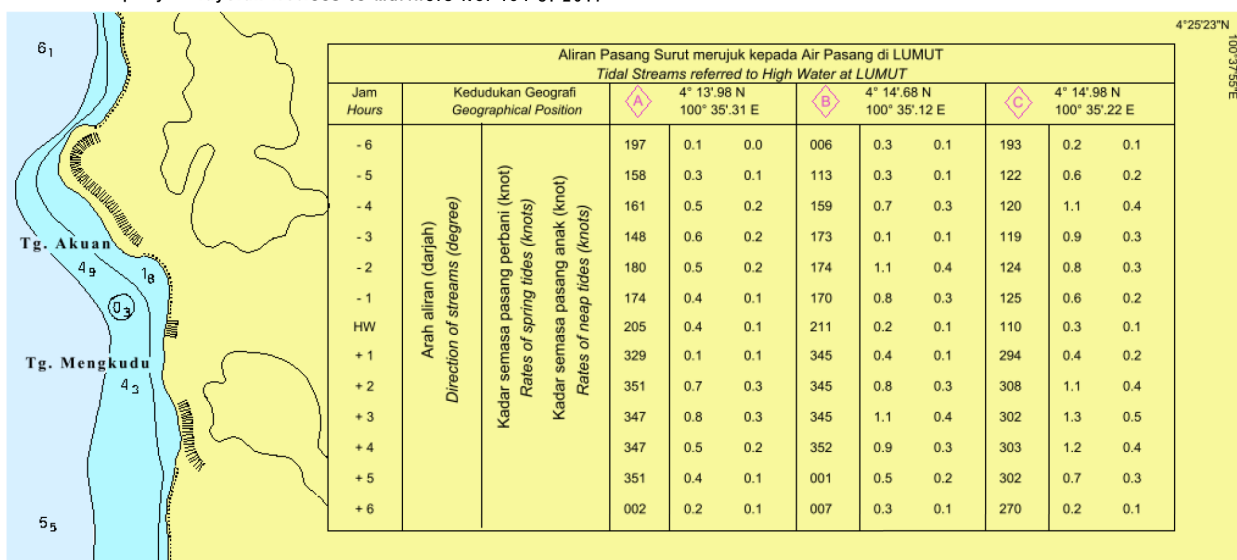 4°25'23"N
100°37'55"E
6₁
Tg. Akuan
4₉
1₈
0₃
Tg. Mengkudu
4₃
5₅
Aliran Pasang Surut merujuk kepada Air Pasang di LUMUT
Tidal Streams referred to High Water at LUMUT
Jam Kedudukan Geografi A 4° 13'.98 N B 4° 14'.68 N C 4° 14'.98 N
Hours Geographical Position 100° 35'.31 E 100° 35'.12 E 100° 35'.22 E
Arah aliran (darjah)
Direction of streams (degree)
Kadar semasa pasang perbani (knot)
Rates of spring tides (knots)
Kadar semasa pasang anak (knot)
Rates of neap tides (knots)
- 6 197 0.1 0.0 006 0.3 0.1 193 0.2 0.1
- 5 158 0.3 0.1 113 0.3 0.1 122 0.6 0.2
- 4 161 0.5 0.2 159 0.7 0.3 120 1.1 0.4
- 3 148 0.6 0.2 173 0.1 0.1 119 0.9 0.3
- 2 180 0.5 0.2 174 1.1 0.4 124 0.8 0.3
- 1 174 0.4 0.1 170 0.8 0.3 125 0.6 0.2
HW 205 0.4 0.1 211 0.2 0.1 110 0.3 0.1
+ 1 329 0.1 0.1 345 0.4 0.1 294 0.4 0.2
+ 2 351 0.7 0.3 345 0.8 0.3 308 1.1 0.4
+ 3 347 0.8 0.3 345 1.1 0.4 302 1.3 0.5
+ 4 347 0.5 0.2 352 0.9 0.3 303 1.2 0.4
+ 5 351 0.4 0.1 001 0.5 0.2 302 0.7 0.3
+ 6 002 0.2 0.1 007 0.3 0.1 270 0.2 0.1